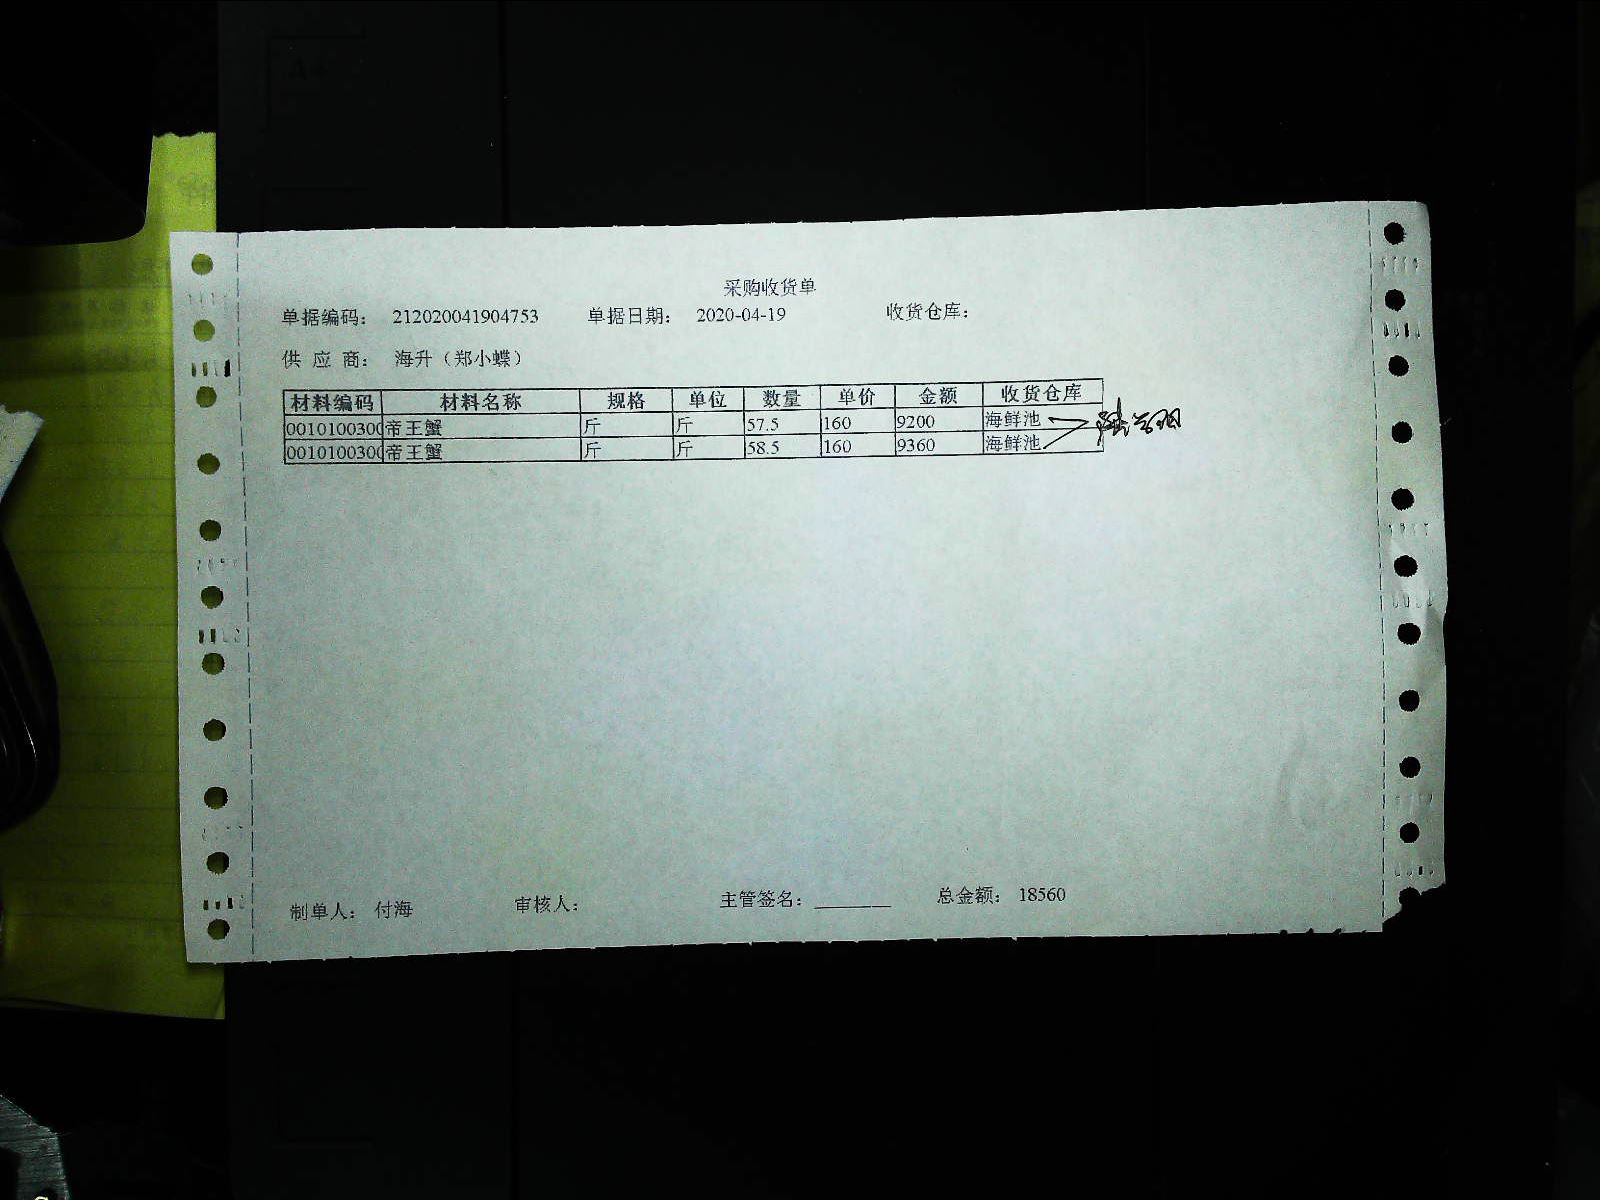 采购收货单
单据编码： 212020041904753 单据日期： 2020-04-19 收货仓库：
供 应 商： 海升（郑小蝶）
材料编码 材料名称 规格 单位 数量 单价 金额 收货仓库
0010100300 帝王蟹 斤 斤 57.5 160 9200 海鲜池
0010100300 帝王蟹 斤 斤 58.5 160 9360 海鲜池
制单人： 付海 审核人： 主管签名： 总金额： 18560